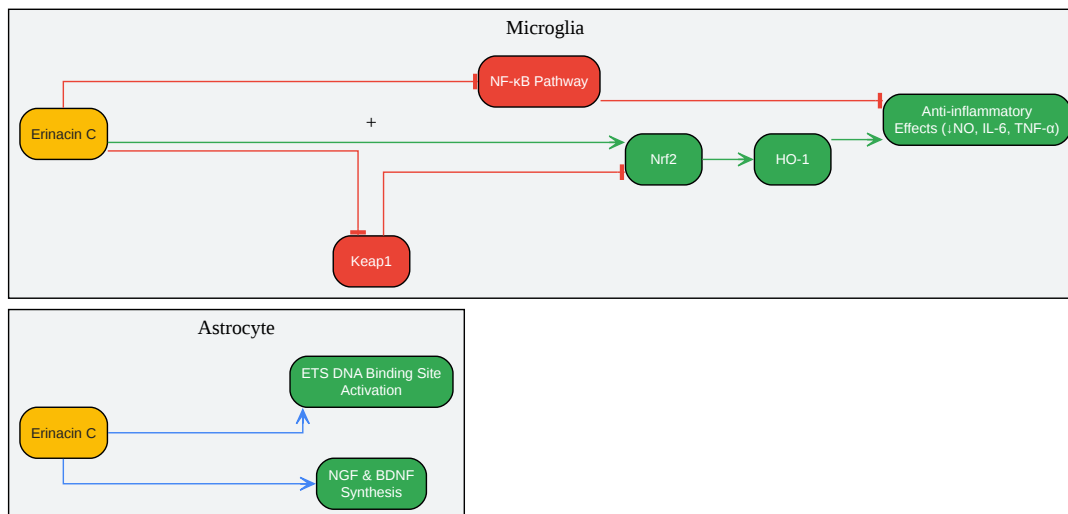 Microglia
NF-κB Pathway
Anti-inflammatory
Effects (↓NO, IL-6, TNF-α)
+
Erinacin C
Nrf2
HO-1
Keap1
Astrocyte
ETS DNA Binding Site
Activation
Erinacin C
NGF & BDNF
Synthesis